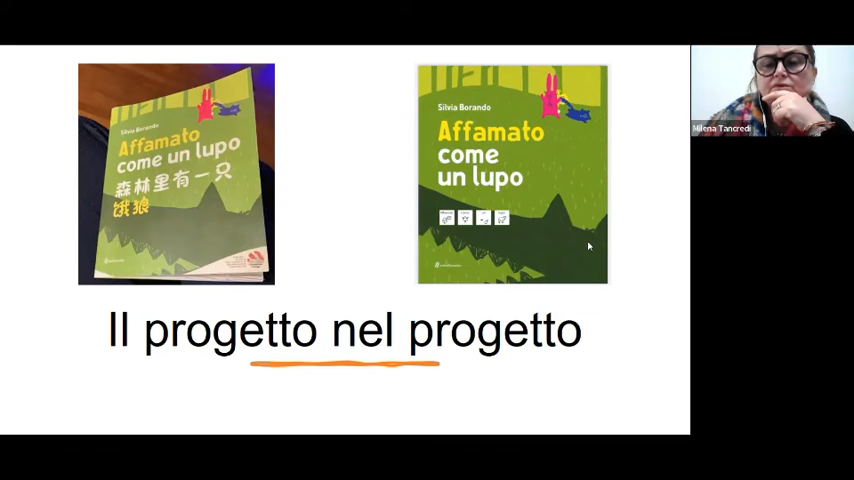 Silvia Borando
Affamato
come un lupo
森林里有一只
饿狼
Silvia Borando
Affamato
come
un lupo
Il progetto nel progetto
Milena Tancredi